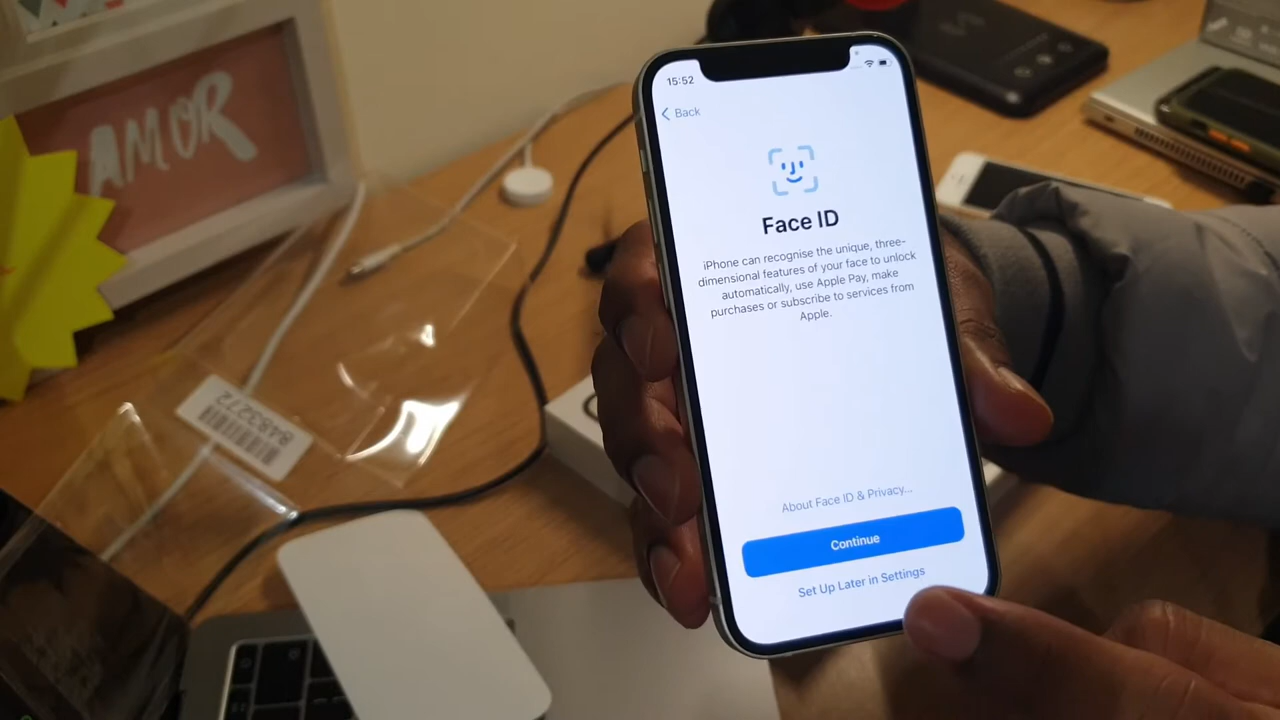 AMOR
15:52
Back
Face ID
iPhone can recognise the unique, three-
dimensional features of your face to unlock
automatically, use Apple Pay, make
purchases or subscribe to services from
Apple.
About Face ID & Privacy...
Continue
Set Up Later in Settings
8483272